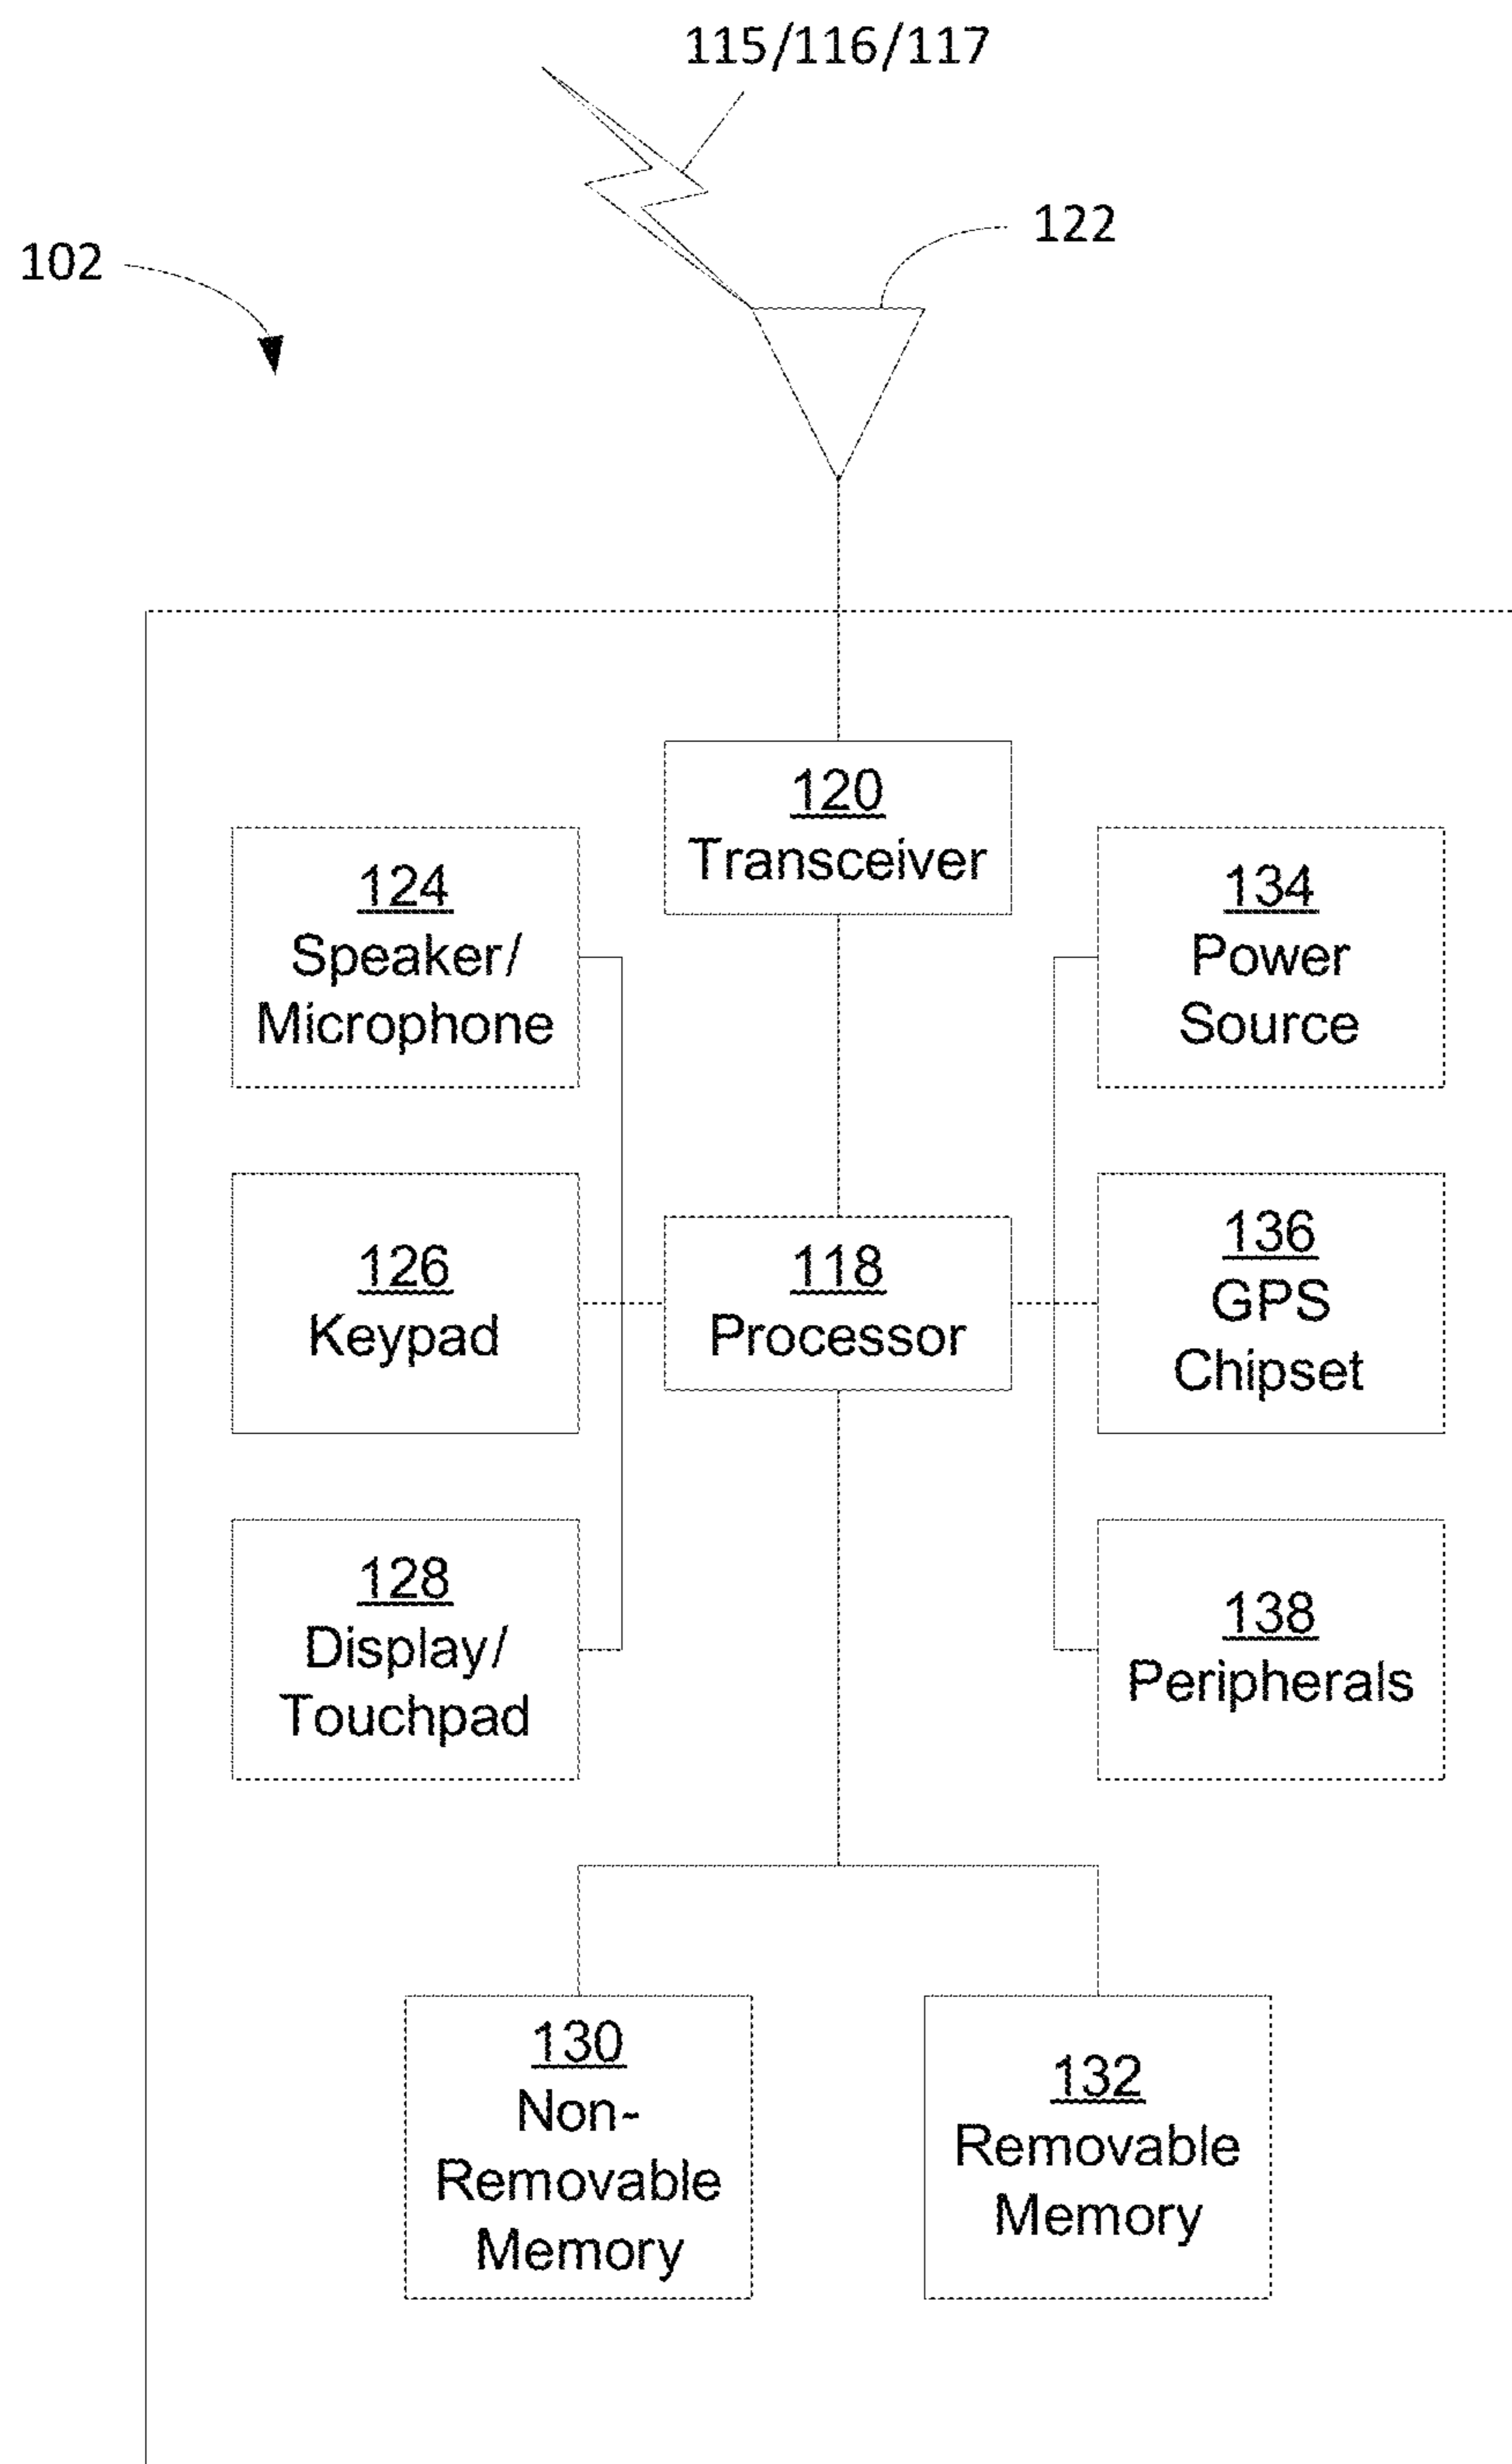 115/116/117
122
102
120
Transceiver
124
Speaker/
Microphone
134
Power
Source
126
Keypad
118
Processor
136
GPS
Chipset
128
Display/
Touchpad
138
Peripherals
130
Non-
Removable
Memory
132
Removable
Memory